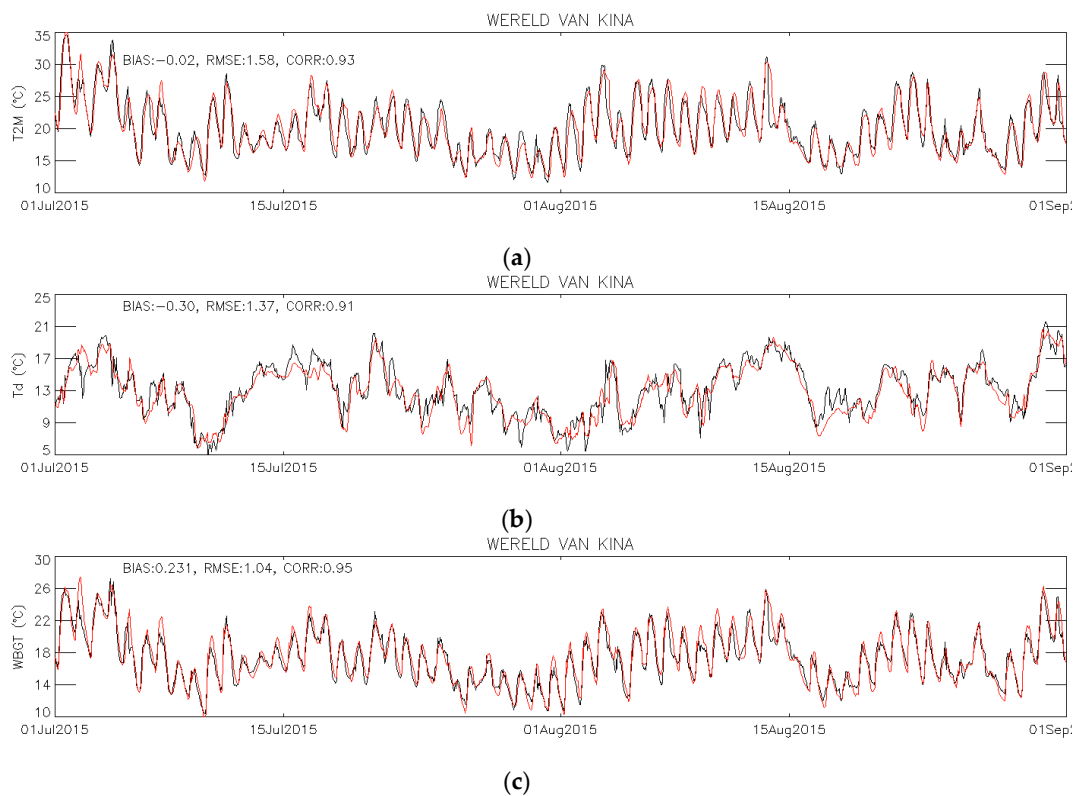 (a)
WERELD VAN KINA
BIAS:−0.02, RMSE:1.58, CORR:0.93
T2M (°C)
35
30
25
20
15
10
01Jul2015
15Jul2015
01Aug2015
15Aug2015
01Sep2
(a)
WERELD VAN KINA
BIAS:−0.30, RMSE:1.37, CORR:0.91
Td (°C)
25
21
17
13
9
5
01Jul2015
15Jul2015
01Aug2015
15Aug2015
01Sep2
(b)
WERELD VAN KINA
BIAS:0.231, RMSE:1.04, CORR:0.95
WBGT (°C)
30
26
22
18
14
10
01Jul2015
15Jul2015
01Aug2015
15Aug2015
01Sep2
(c)